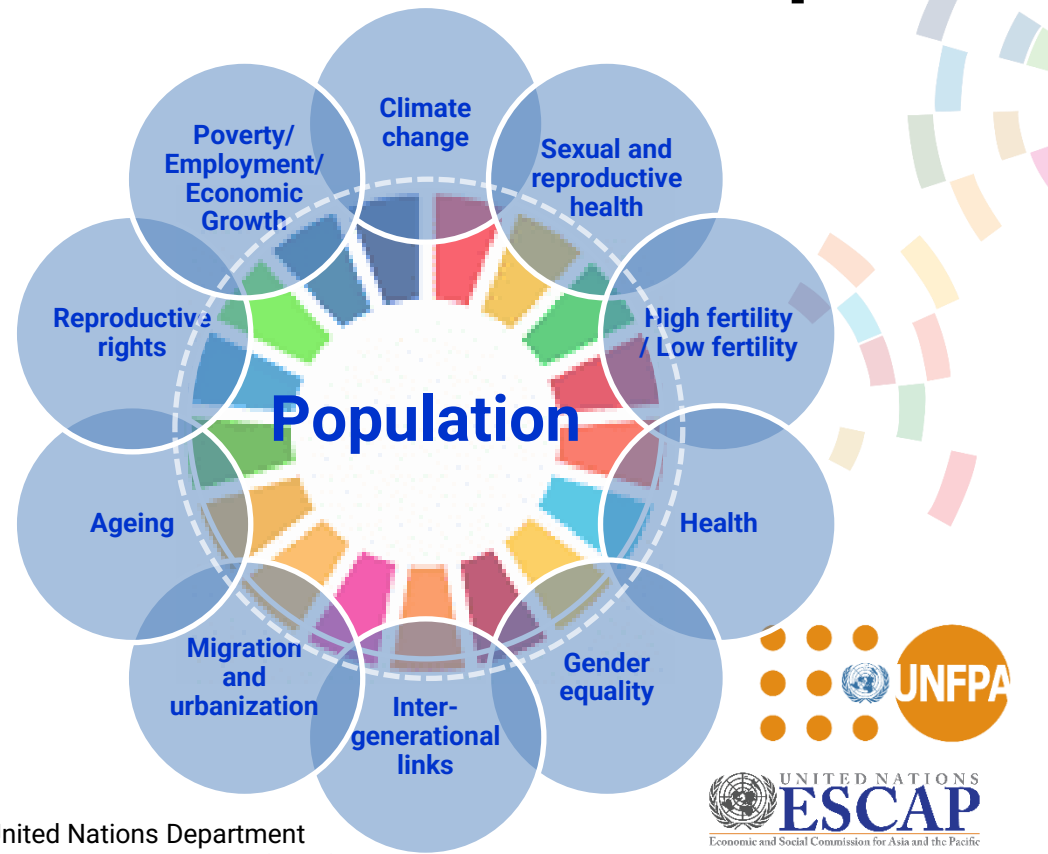 Climate
change
Sexual and
reproductive
health
High fertility
/ Low fertility
Health
Gender
equality
Inter-
generational
links
Migration
and
urbanization
Ageing
Reproductive
rights
Poverty/
Employment/
Economic
Growth
Population
UNFPA
UNITED NATIONS
ESCAP
Economic and Social Commission for Asia and the Pacific
United Nations Department